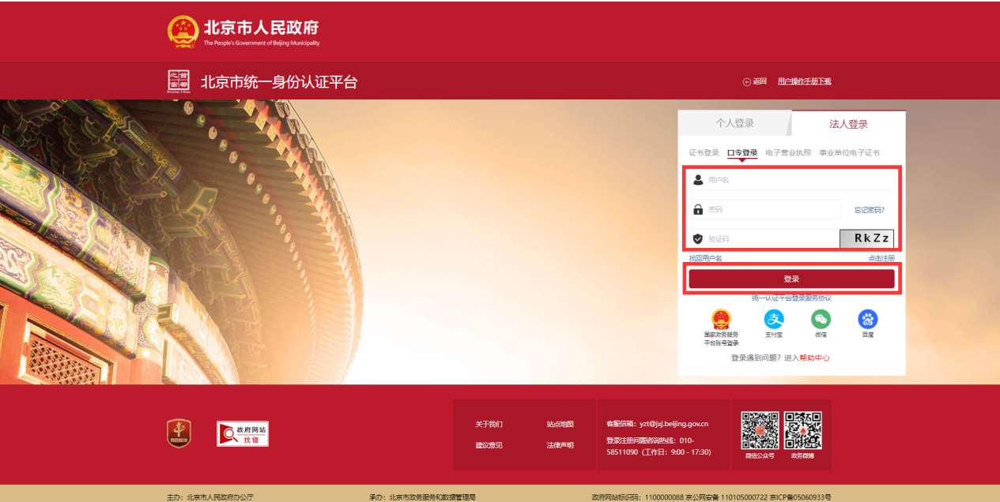 北京市人民政府
The People's Government of Beijing Municipality
首都之窗
Beijing-China
北京市统一身份认证平台
返回 用户操作手册下载
个人登录 法人登录
证书登录 口令登录 电子营业执照 事业单位电子证书
用户名
密码 忘记密码?
验证码 RkZz
找回用户名 点击注册
登录
统一认证平台登录服务协议
国家政务服务
平台账号登录
支付宝
微信
百度
登录遇到问题？进入帮助中心
党政机关
政府网站
找错
关于我们 站点地图
建议意见 法律声明
客服信箱：yzt@jxj.beijing.gov.cn
登录注册问题咨询热线：010-
58511090（工作日：9:00 - 17:30)
微信公众号 政务微博
主办：北京市人民政府办公厅 承办：北京市政务服务和数据管理局 政府网站标识码：1100000088 京公网安备 110105000722 京ICP备05060933号